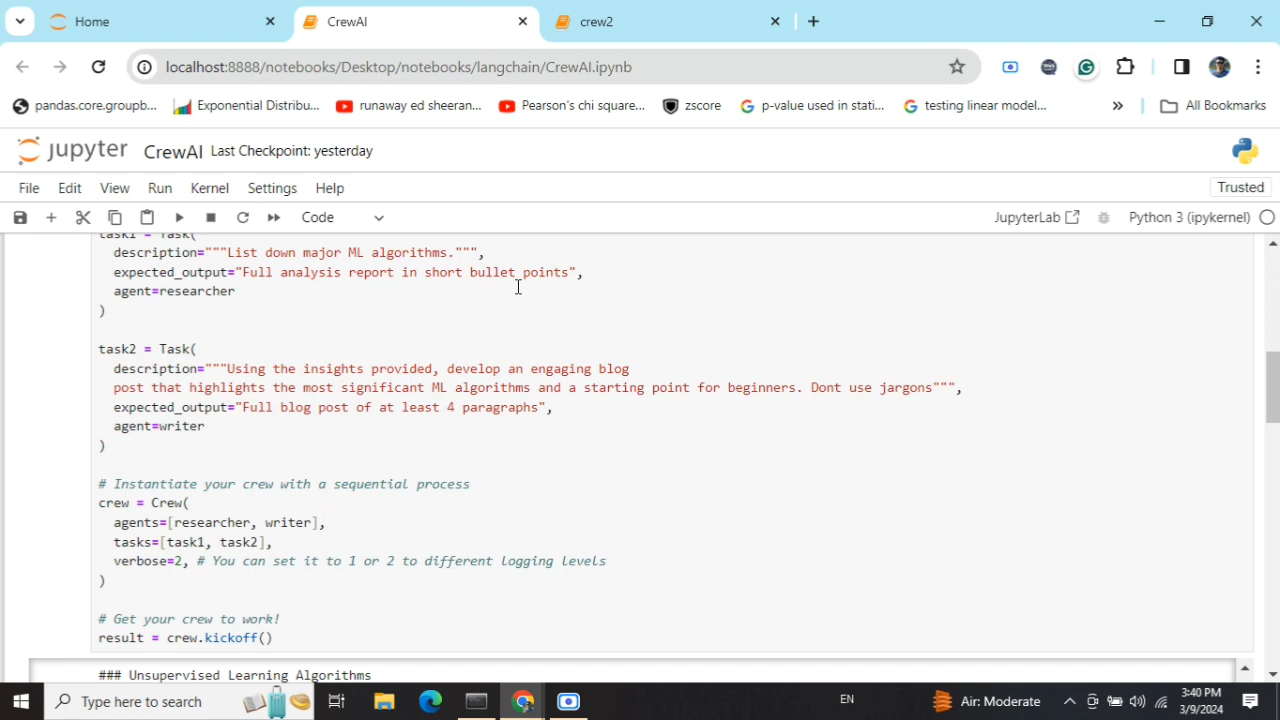 Home
CrewAI
crew2
localhost:8888/notebooks/Desktop/notebooks/langchain/CrewAI.ipynb
pandas.core.groupb...
Exponential Distribu...
runaway ed sheeran...
Pearson's chi square...
zscore
p-value used in stati...
testing linear model...
»
All Bookmarks
jupyter CrewAI Last Checkpoint: yesterday
File Edit View Run Kernel Settings Help
Trusted
Code
JupyterLab
Python 3 (ipykernel)
task1 = Task(
description="""List down major ML algorithms.""",
expected_output="Full analysis report in short bullet points",
agent=researcher
)
task2 = Task(
description="""Using the insights provided, develop an engaging blog
post that highlights the most significant ML algorithms and a starting point for beginners. Dont use jargons""",
expected_output="Full blog post of at least 4 paragraphs",
agent=writer
)
# Instantiate your crew with a sequential process
crew = Crew(
agents=[researcher, writer],
tasks=[task1, task2],
verbose=2, # You can set it to 1 or 2 to different logging levels
)
# Get your crew to work!
result = crew.kickoff()
### Unsupervised Learning Algorithms
Type here to search
EN
Air: Moderate
3:40 PM
3/9/2024